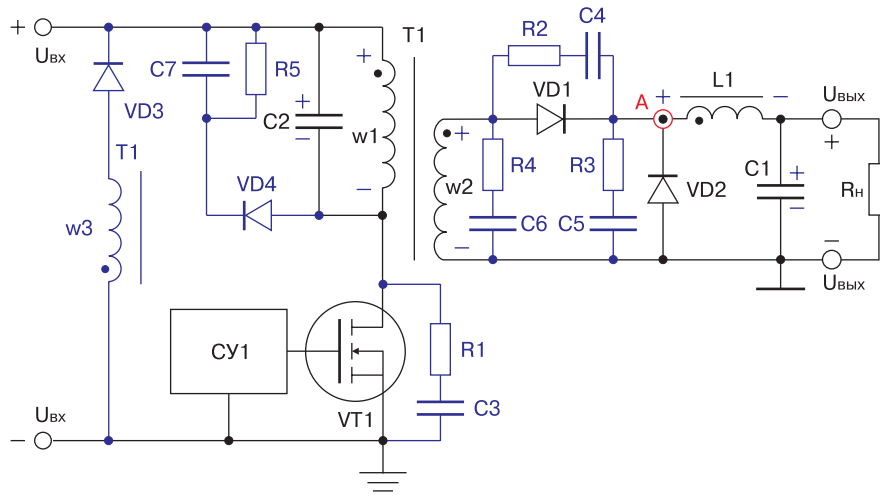 +
Uвх
C7
R5
VD3
C2
+
−
T1
+
w1
−
R2
C4
VD1
A
+
L1
−
Uвых
+
w2
+
−
R4
R3
C6
C5
VD2
C1
+
−
Rн
−
Uвых
VD4
T1
w3
СУ1
VT1
R1
C3
Uвх
−